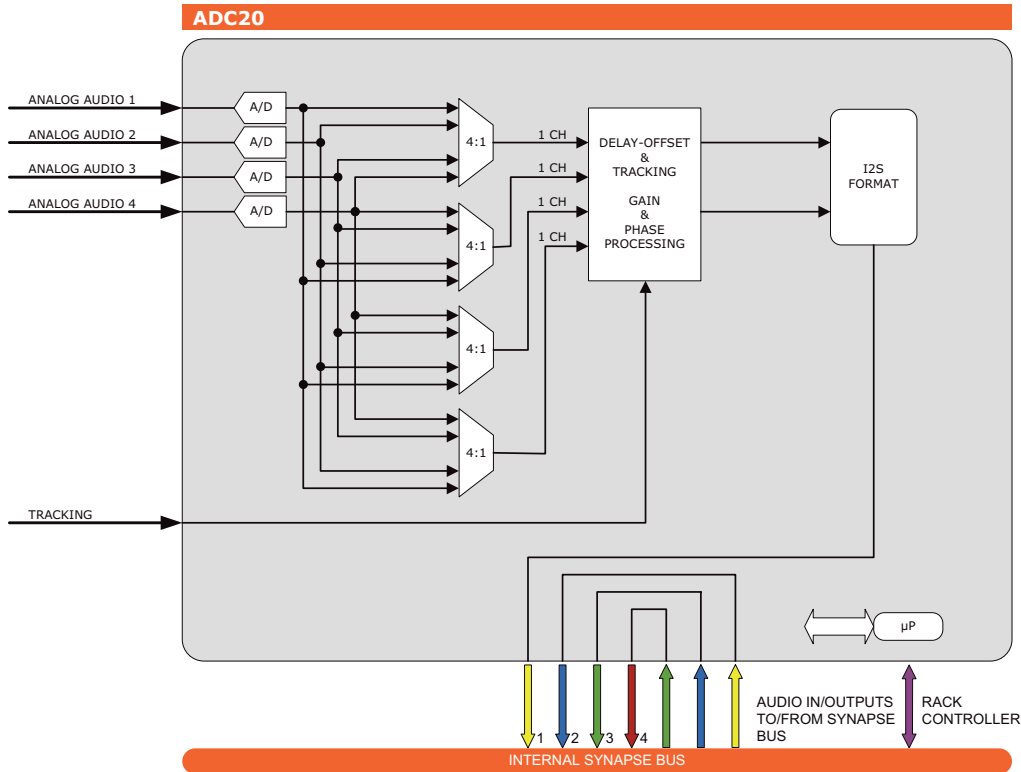 ADC20
ANALOG AUDIO 1
ANALOG AUDIO 2
ANALOG AUDIO 3
ANALOG AUDIO 4
A/D
A/D
A/D
A/D
4:1
4:1
4:1
4:1
1 CH
1 CH
1 CH
1 CH
DELAY-OFFSET
&
TRACKING
GAIN
&
PHASE
PROCESSING
I2S
FORMAT
TRACKING
µP
1
2
3
4
AUDIO IN/OUTPUTS
TO/FROM SYNAPSE
BUS
RACK
CONTROLLER
INTERNAL SYNAPSE BUS